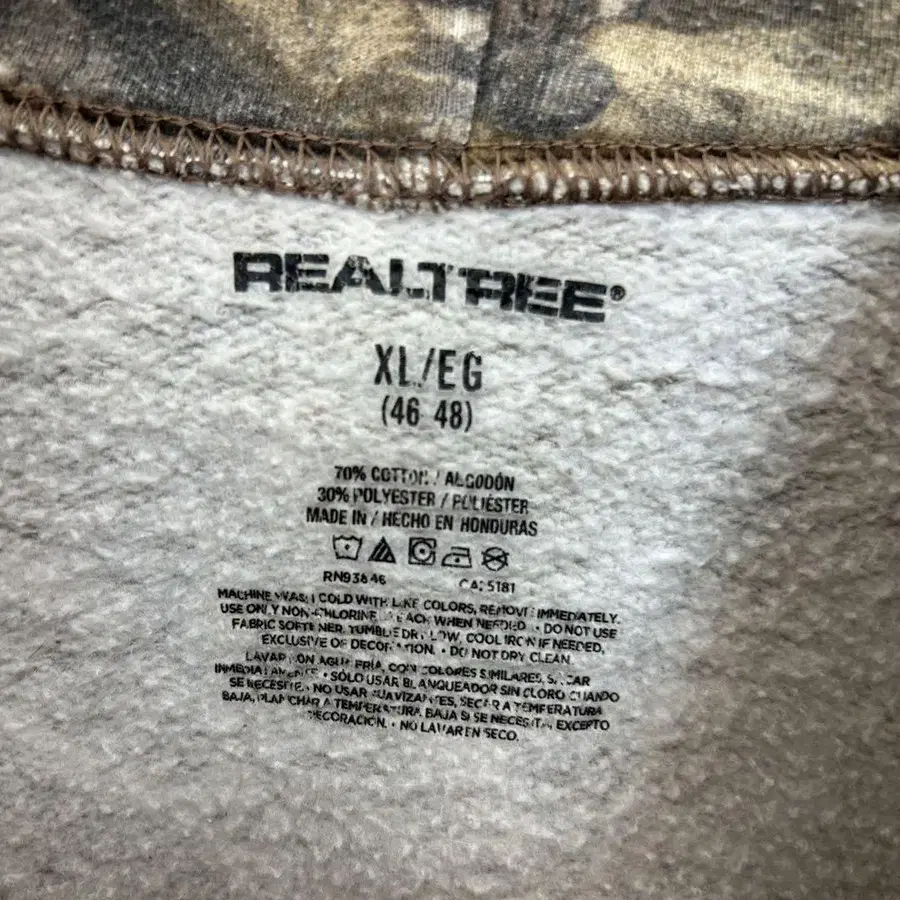 REALTREE®
XL/EG
(46 48)
70% COTTON / ALGODÓN
30% POLYESTER / POLIÉSTER
MADE IN / HECHO EN HONDURAS
RN93846 CA: 5181
MACHINE WASH COLD WITH LIKE COLORS, REMOVE IMMEDIATELY.
USE ONLY NON-CHLORINE BLEACH WHEN NEEDED • DO NOT USE
FABRIC SOFTENER, TUMBLE DRY LOW, COOL IRON IF NEEDED,
EXCLUSIVE OF DECORATION. • DO NOT DRY CLEAN.
LAVAR CON AGUA FRIA, CON COLORES SIMILARES, SACAR
INMEDIATAMENTE • SÓLO USAR BLANQUEADOR SIN CLORO CUANDO
SE NECESITE • NO USAR SUAVIZANTES, SECAR A TEMPERATURA
BAJA, PLANCHAR A TEMPERATURA BAJA SI SE NECESITA, EXCEPTO
DECORACIÓN. • NO LAVAR EN SECO.